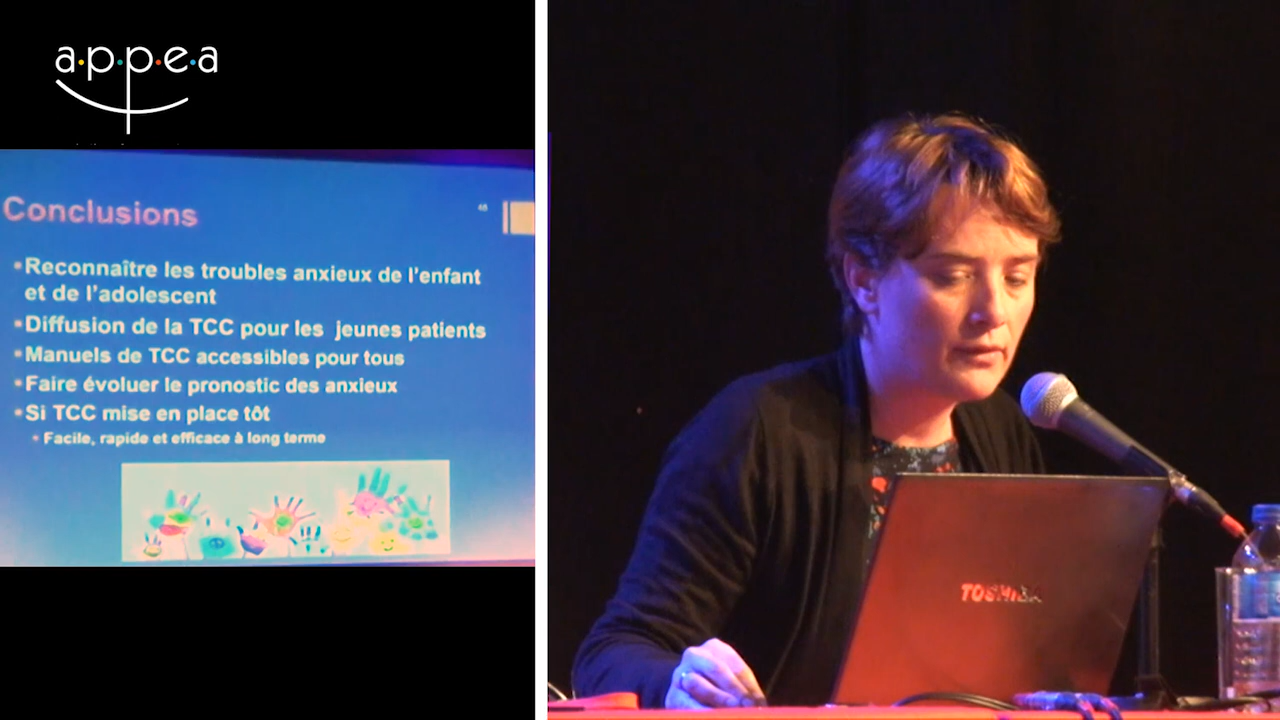 a·p·p·e·a
Conclusions
48
Reconnaître les troubles anxieux de l'enfant
et de l'adolescent
Diffusion de la TCC pour les jeunes patients
Manuels de TCC accessibles pour tous
Faire évoluer le pronostic des anxieux
Si TCC mise en place tôt
Facile, rapide et efficace à long terme
TOSHIBA